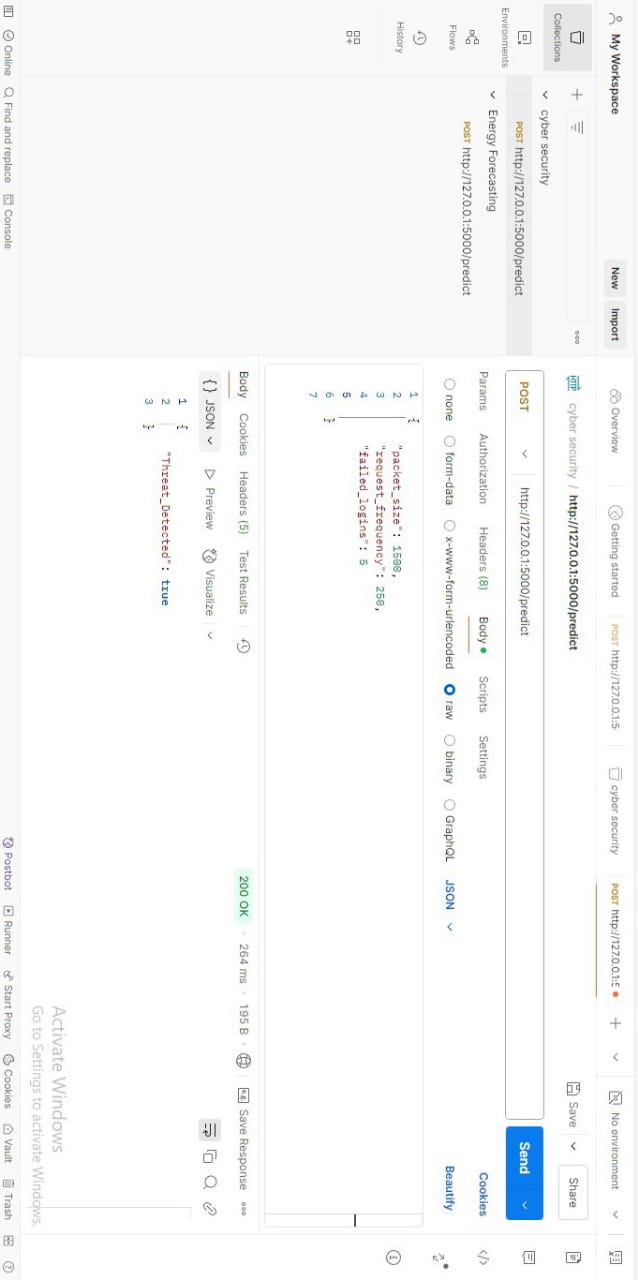 My Workspace New Import Overview Getting started POST http://127.0.0.1:5 cyber security POST http://127.0.0.1:5 No environment
Collections
Environments
Flows
History
cyber security
POST http://127.0.0.1:5000/predict
Energy Forecasting
POST http://127.0.0.1:5000/predict
HTTP cyber security / http://127.0.0.1:5000/predict Save Share
POST http://127.0.0.1:5000/predict Send
Params Authorization Headers (8) Body Scripts Settings Cookies
none form-data x-www-form-urlencoded raw binary GraphQL JSON Beautify
1 {
2 "packet_size": 1500,
3 "request_frequency": 250,
4 "failed_logins": 5
5
6 }
7
Body Cookies Headers (5) Test Results 200 OK 264 ms 195 B Save Response
{} JSON Preview Visualize
1 {
2 "Threat_Detected": true
3 }
Activate Windows
Go to Settings to activate Windows.
Online Find and replace Console Postbot Runner Start Proxy Cookies Vault Trash